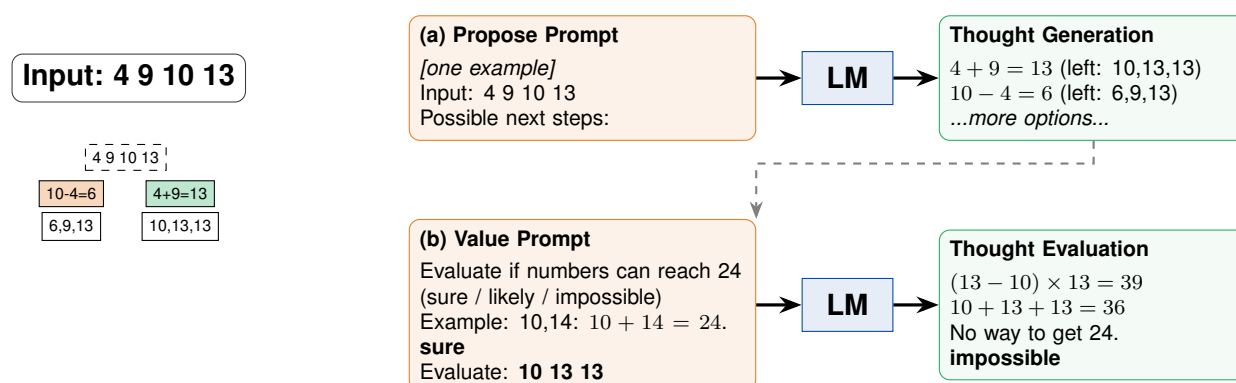 Input: 4 9 10 13
4 9 10 13
10-4=6
4+9=13
6,9,13
10,13,13
(a) Propose Prompt
[one example]
Input: 4 9 10 13
Possible next steps:
LM
Thought Generation
4 + 9 = 13 (left: 10,13,13)
10 − 4 = 6 (left: 6,9,13)
...more options...
(b) Value Prompt
Evaluate if numbers can reach 24
(sure / likely / impossible)
Example: 10,14: 10 + 14 = 24.
sure
Evaluate: 10 13 13
LM
Thought Evaluation
(13 − 10) × 13 = 39
10 + 13 + 13 = 36
No way to get 24.
impossible